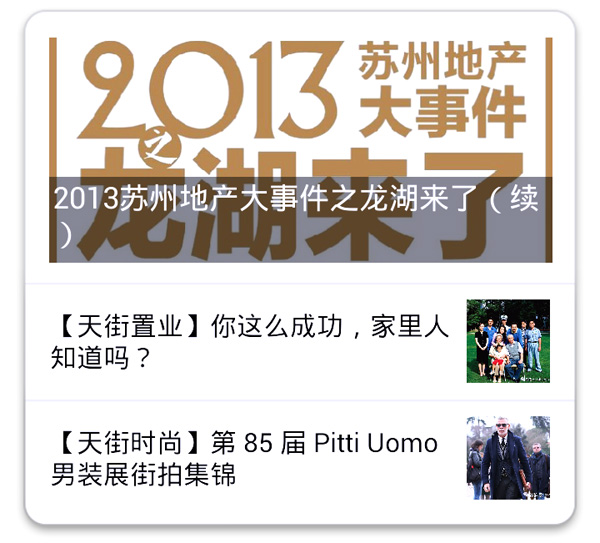 2013 苏州地产
大事件
之
龙湖来了
2013苏州地产大事件之龙湖来了（续
）
【天街置业】你这么成功，家里人
知道吗？
【天街时尚】第 85 届 Pitti Uomo
男装展街拍集锦